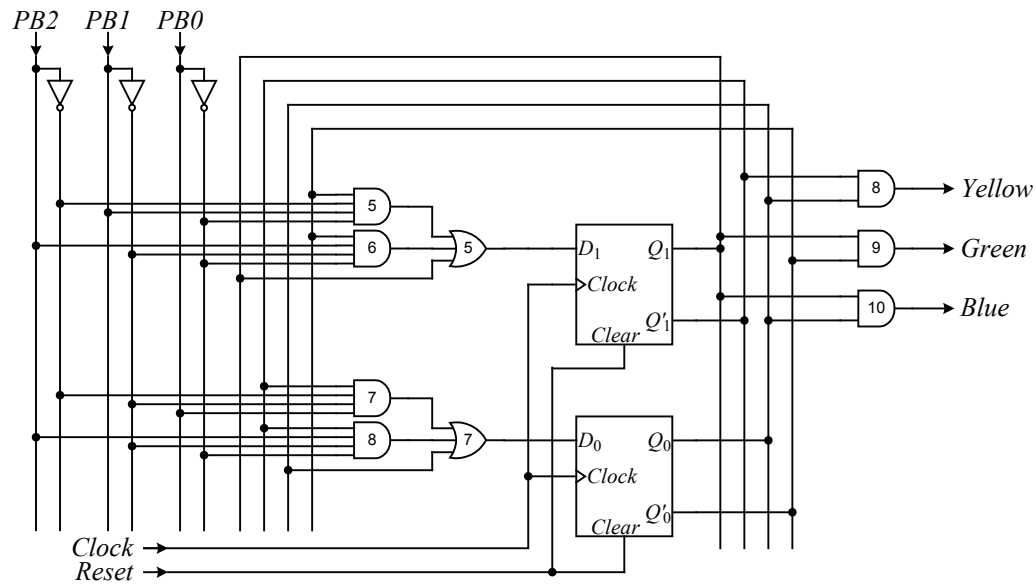 PB2 PB1 PB0
8 Yellow
5
6 5 D₁ Q₁ 9 Green
Clock
10 Blue
Q′₁
Clear
7
8 7 D₀ Q₀
Clock
Q′₀
Clear
Clock
Reset